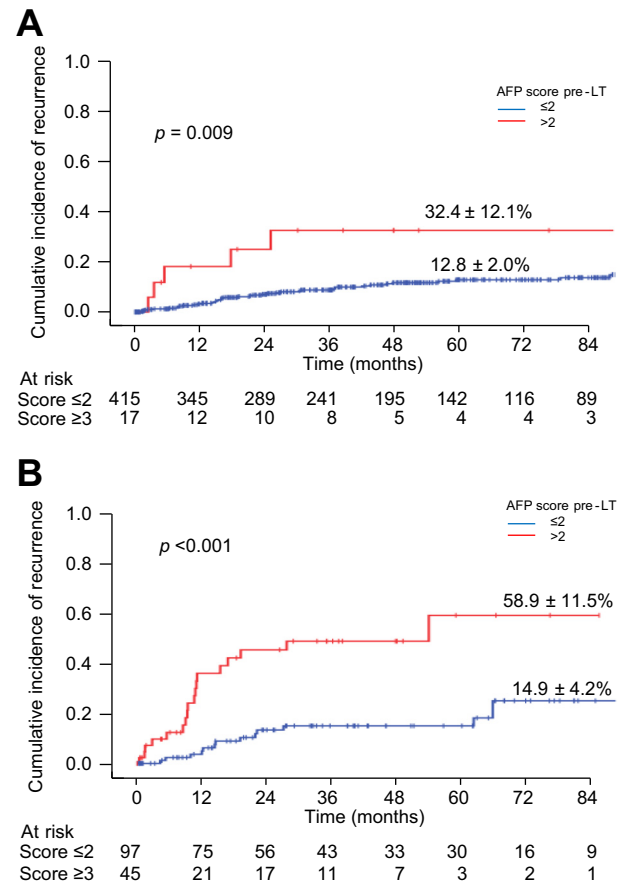 A
Cumulative incidence of recurrence
1.0
0.8
0.6
0.4
0.2
0.0
p = 0.009
AFP score pre-LT
≤2
>2
32.4 ± 12.1%
12.8 ± 2.0%
0 12 24 36 48 60 72 84
Time (months)
At risk
Score ≤2 415 345 289 241 195 142 116 89
Score ≥3 17 12 10 8 5 4 4 3
B
Cumulative incidence of recurrence
1.0
0.8
0.6
0.4
0.2
0.0
p <0.001
AFP score pre-LT
≤2
>2
58.9 ± 11.5%
14.9 ± 4.2%
0 12 24 36 48 60 72 84
Time (months)
At risk
Score ≤2 97 75 56 43 33 30 16 9
Score ≥3 45 21 17 11 7 3 2 1